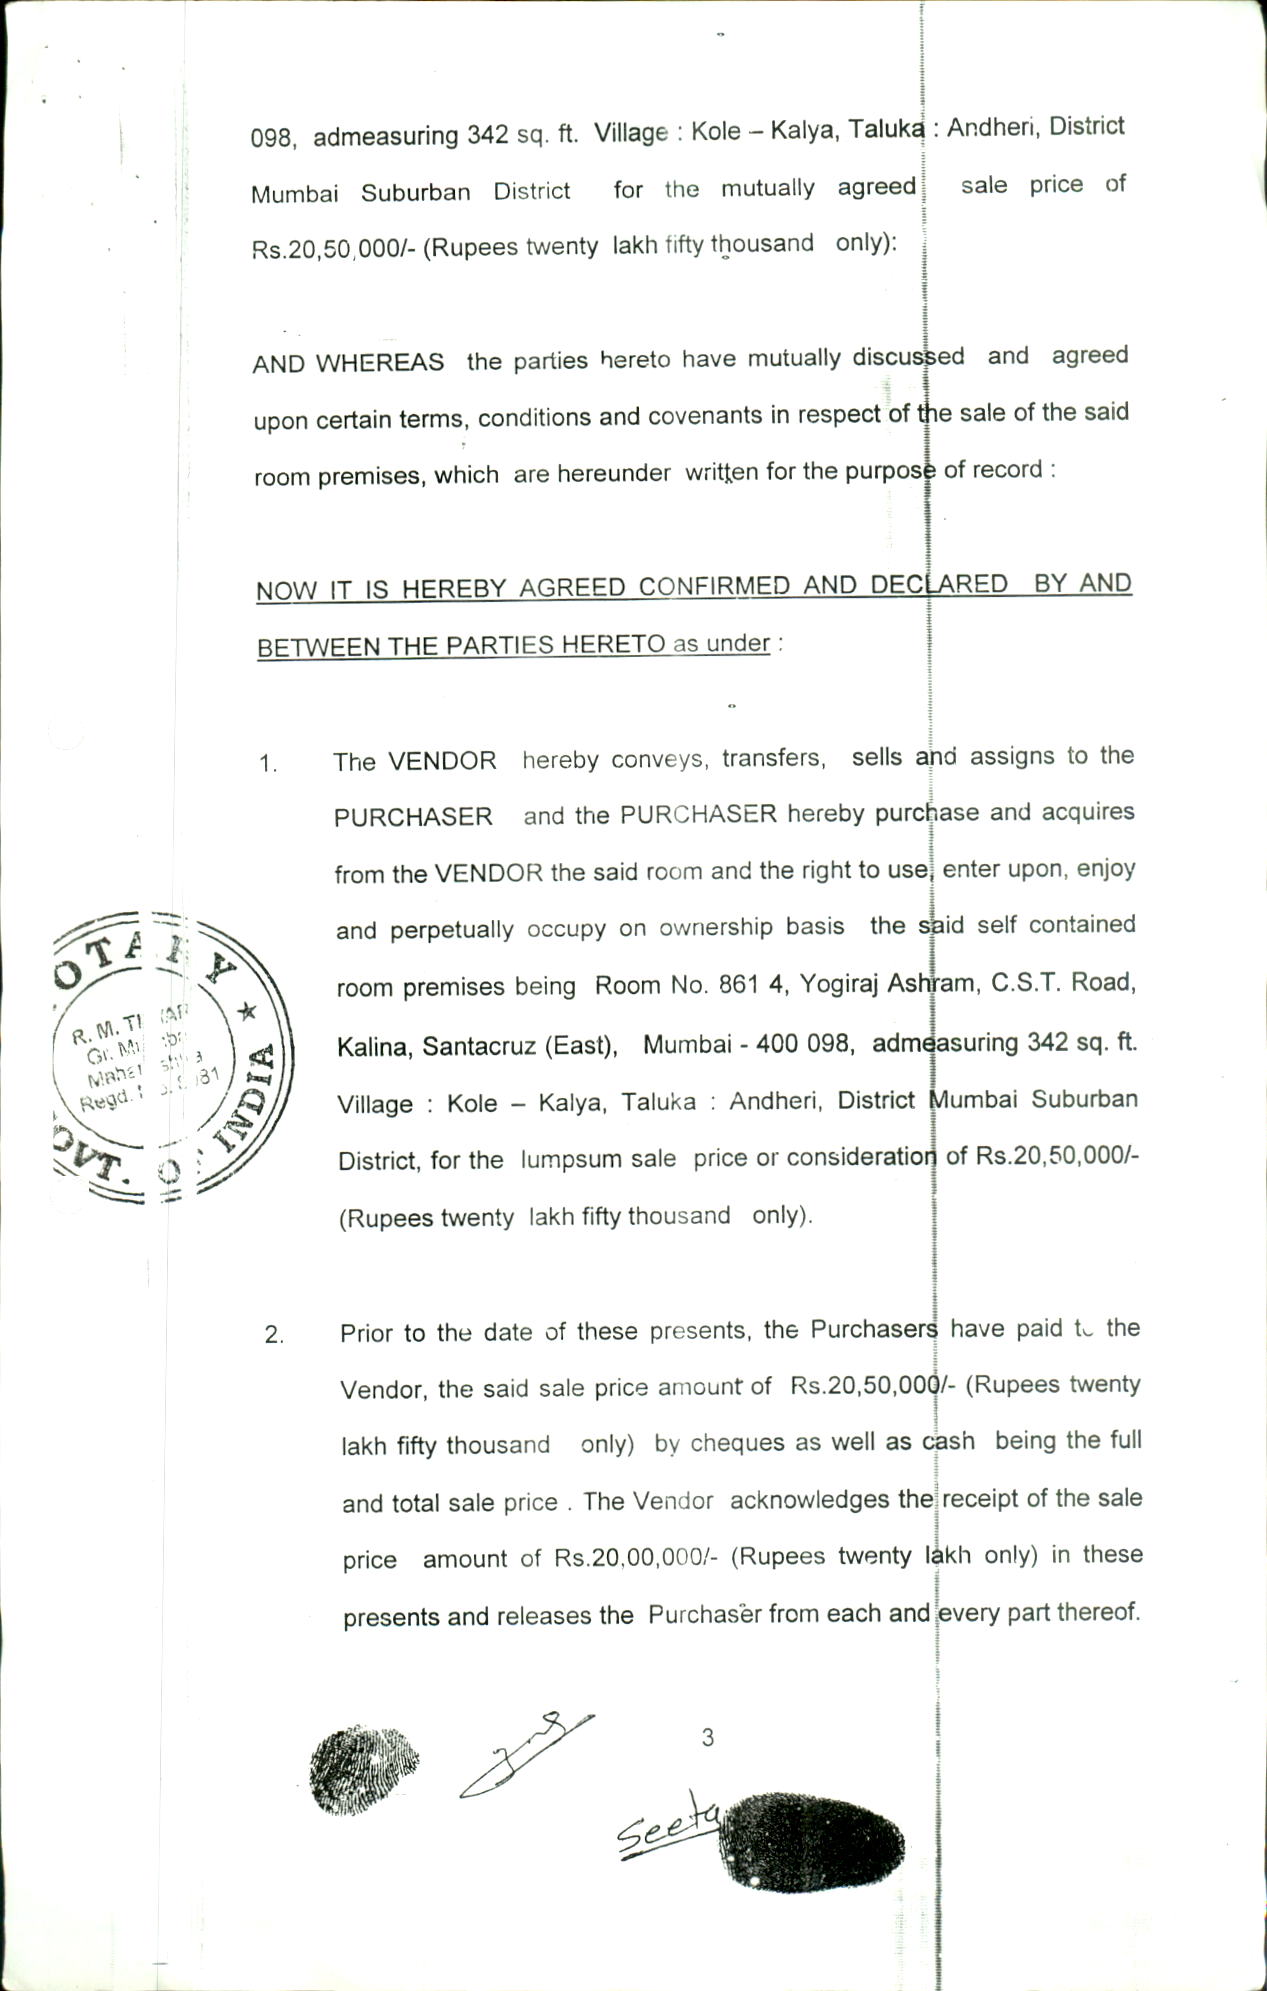 098, admeasuring 342 sq. ft. Village : Kole – Kalya, Taluka : Andheri, District
Mumbai Suburban District for the mutually agreed sale price of
Rs.20,50,000/- (Rupees twenty lakh fifty thousand only):
AND WHEREAS the parties hereto have mutually discussed and agreed
upon certain terms, conditions and covenants in respect of the sale of the said
room premises, which are hereunder written for the purpose of record :
NOW IT IS HEREBY AGREED CONFIRMED AND DECLARED BY AND
BETWEEN THE PARTIES HERETO as under :
1. The VENDOR hereby conveys, transfers, sells and assigns to the
PURCHASER and the PURCHASER hereby purchase and acquires
from the VENDOR the said room and the right to use, enter upon, enjoy
and perpetually occupy on ownership basis the said self contained
room premises being Room No. 861 4, Yogiraj Ashram, C.S.T. Road,
Kalina, Santacruz (East), Mumbai - 400 098, admeasuring 342 sq. ft.
Village : Kole – Kalya, Taluka : Andheri, District Mumbai Suburban
District, for the lumpsum sale price or consideration of Rs.20,50,000/-
(Rupees twenty lakh fifty thousand only).
2. Prior to the date of these presents, the Purchasers have paid to the
Vendor, the said sale price amount of Rs.20,50,000/- (Rupees twenty
lakh fifty thousand only) by cheques as well as cash being the full
and total sale price . The Vendor acknowledges the receipt of the sale
price amount of Rs.20,00,000/- (Rupees twenty lakh only) in these
presents and releases the Purchaser from each and every part thereof.
OTARY ★
R. M.
Gr.
Regd.
OVT. OF INDIA
3
Seeta